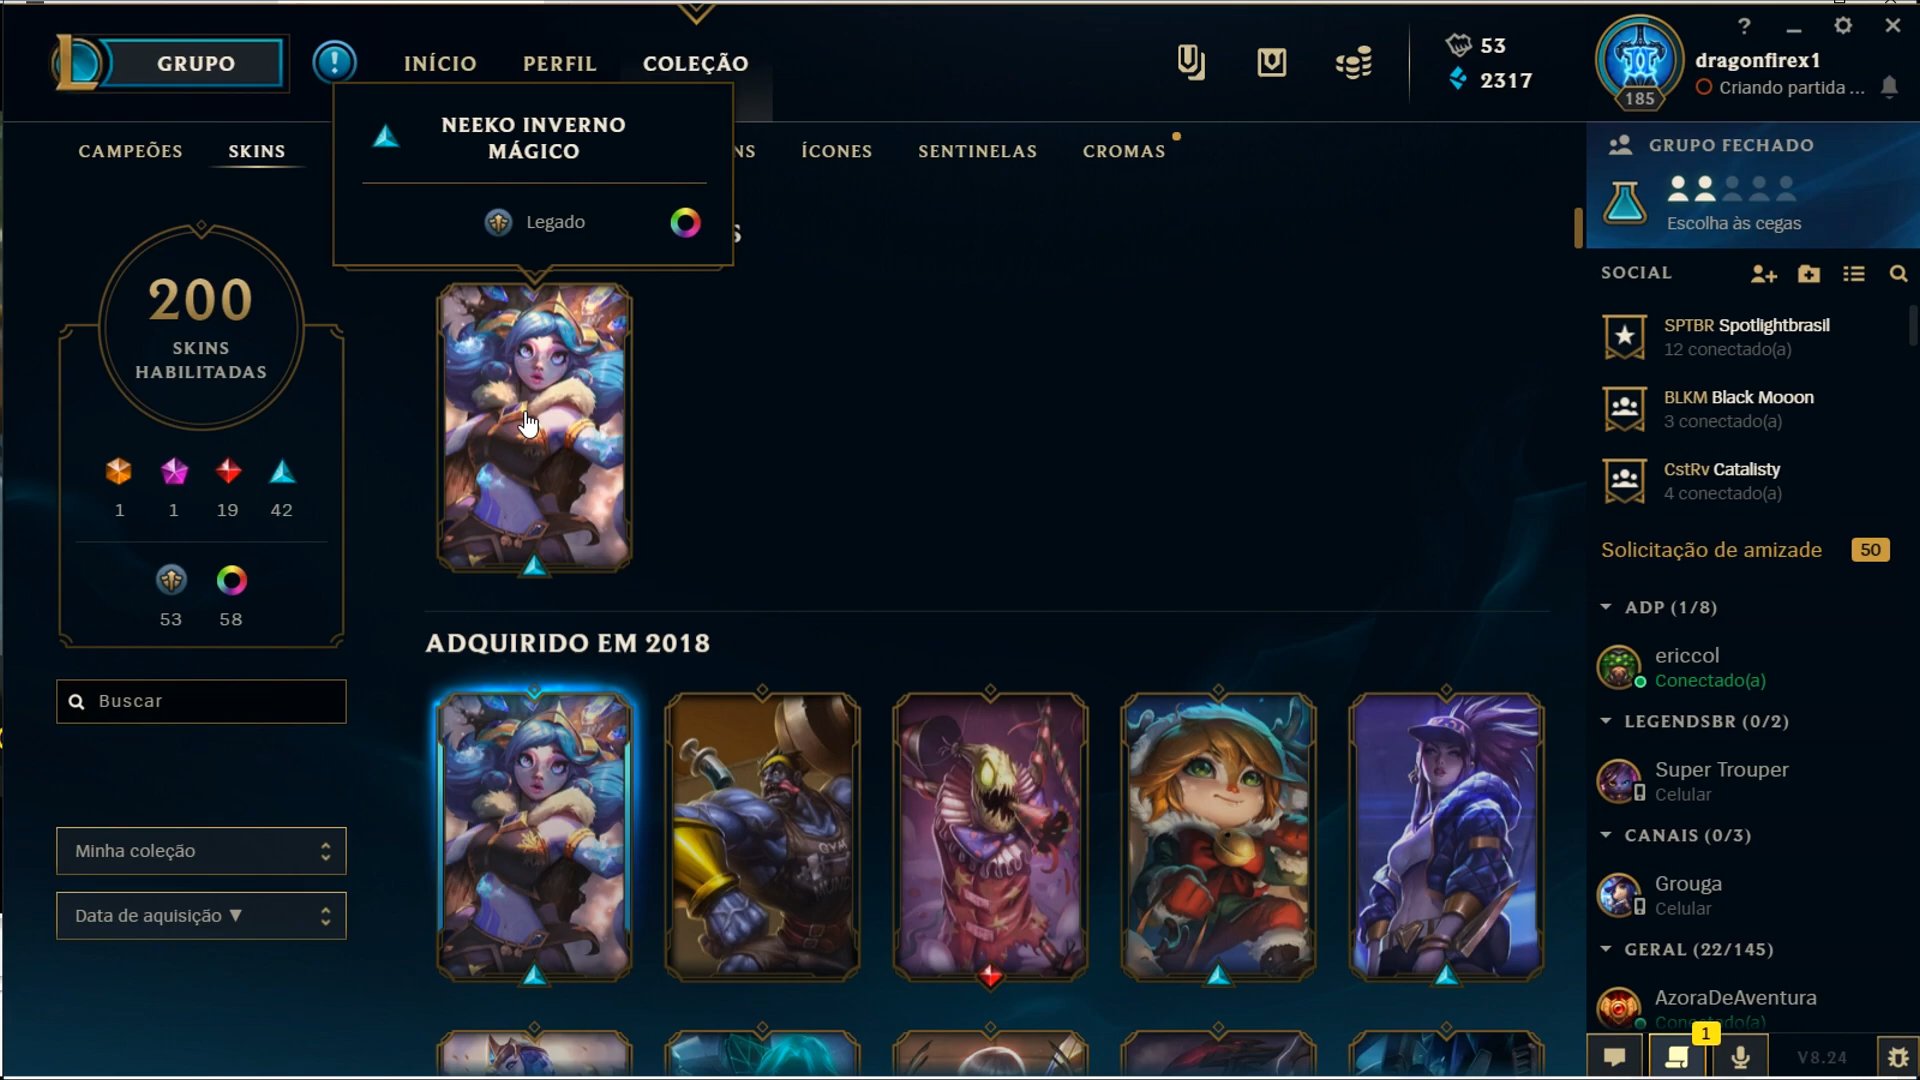 GRUPO
INÍCIO
PERFIL
COLEÇÃO
53
2317
185
dragonfirex1
Criando partida ...
CAMPEÕES
SKINS
NS
ÍCONES
SENTINELAS
CROMAS
NEEKO INVERNO
MÁGICO
Legado
S
200
SKINS
HABILITADAS
1
1
19
42
53
58
Buscar
Minha coleção
Data de aquisição ▼
ADQUIRIDO EM 2018
GYM
GRUPO FECHADO
Escolha às cegas
SOCIAL
SPTBR Spotlightbrasil
12 conectado(a)
BLKM Black Mooon
3 conectado(a)
CstRv Catalisty
4 conectado(a)
Solicitação de amizade
50
ADP (1/8)
ericcol
Conectado(a)
LEGENDSBR (0/2)
Super Trouper
Celular
CANAIS (0/3)
Grouga
Celular
GERAL (22/145)
AzoraDeAventura
Conectado(a)
1
V8.24